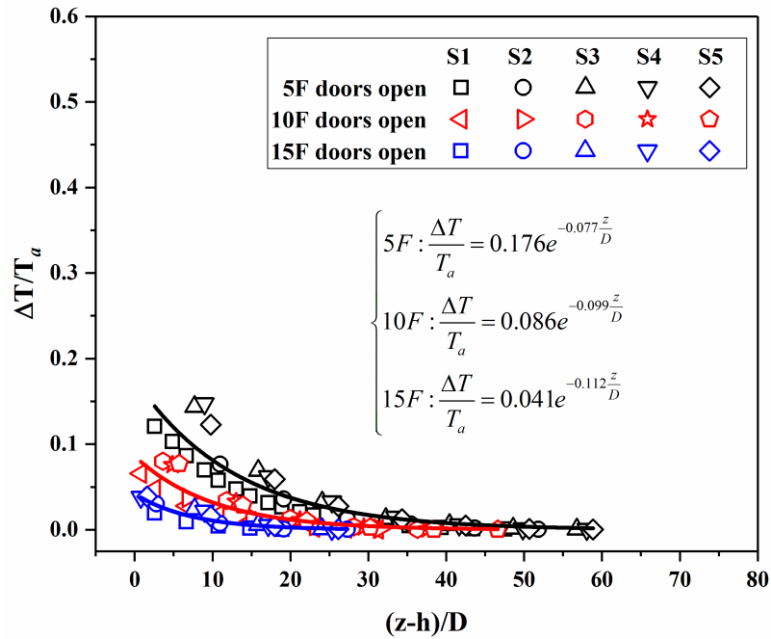 0.6
0.5
0.4
0.3
0.2
0.1
0.0
ΔT/Tₐ
S1 S2 S3 S4 S5
5F doors open
10F doors open
15F doors open
5F : ΔT/Tₐ = 0.176e^(-0.077 z/D)
10F : ΔT/Tₐ = 0.086e^(-0.099 z/D)
15F : ΔT/Tₐ = 0.041e^(-0.112 z/D)
0 10 20 30 40 50 60 70 80
(z-h)/D